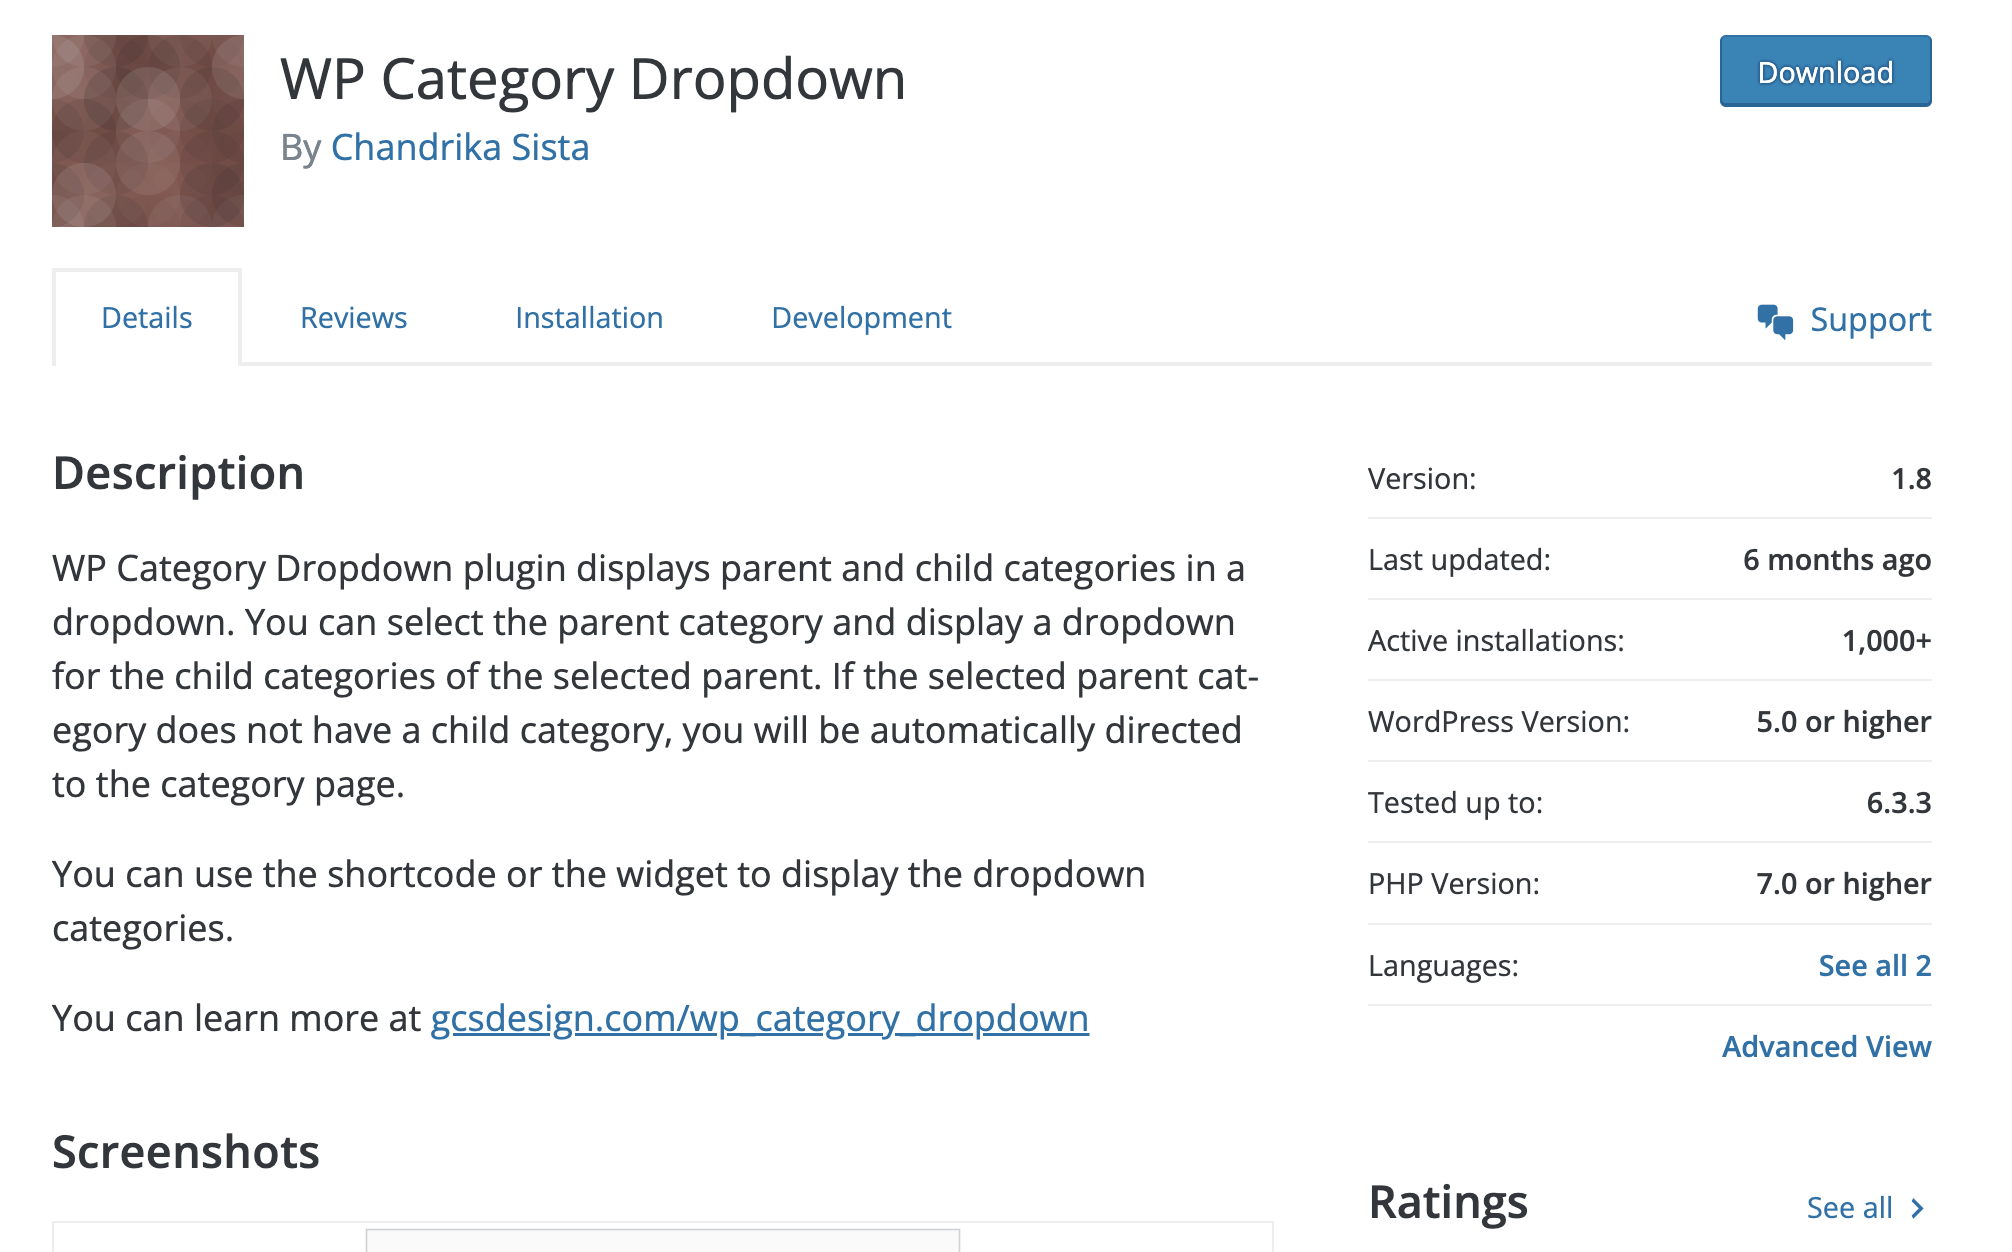 WP Category Dropdown
By Chandrika Sista
Download
Details
Reviews
Installation
Development
Support
Description
WP Category Dropdown plugin displays parent and child categories in a
dropdown. You can select the parent category and display a dropdown
for the child categories of the selected parent. If the selected parent cat-
egory does not have a child category, you will be automatically directed
to the category page.
You can use the shortcode or the widget to display the dropdown
categories.
You can learn more at gcsdesign.com/wp_category_dropdown
Screenshots
Version: 1.8
Last updated: 6 months ago
Active installations: 1,000+
WordPress Version: 5.0 or higher
Tested up to: 6.3.3
PHP Version: 7.0 or higher
Languages: See all 2
Advanced View
Ratings
See all